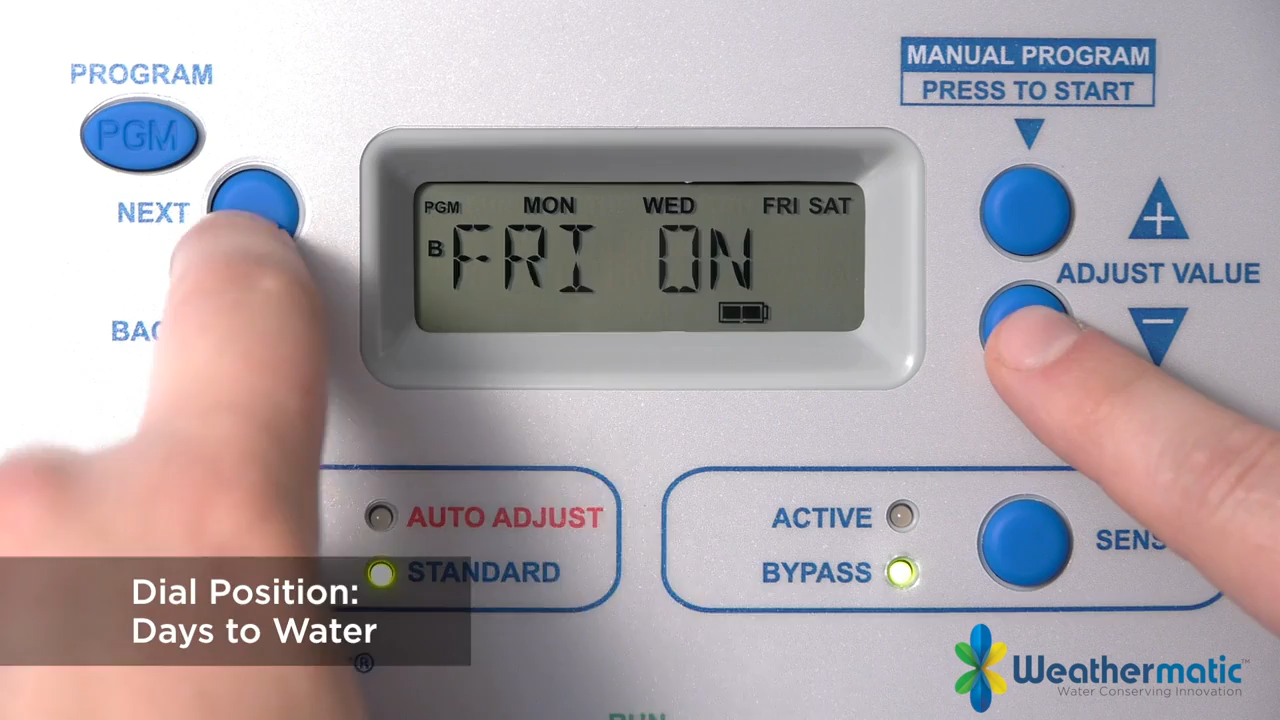 PROGRAM
PGM
NEXT
MANUAL PROGRAM
PRESS TO START
PGM MON WED FRI SAT
B FRI ON
+
ADJUST VALUE
−
AUTO ADJUST
STANDARD
ACTIVE
BYPASS
Dial Position:
Days to Water
®
Weathermatic™
Water Conserving Innovation